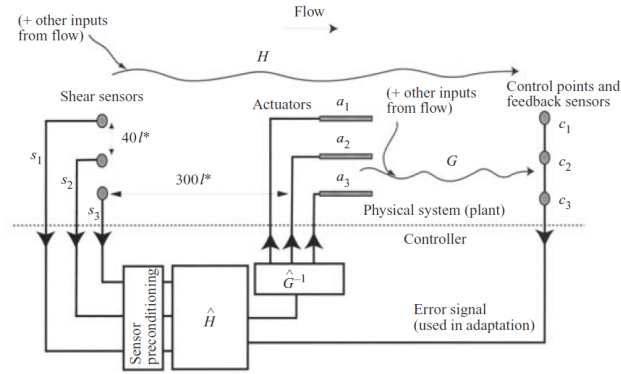 Flow
(+ other inputs
from flow)
H
Shear sensors
Actuators
a1
(+ other inputs
from flow)
Control points and
feedback sensors
c1
40l*
s1
a2
G
c2
s2
300l*
a3
c3
s3
Physical system (plant)
Controller
Ĝ–1
Sensor
preconditioning
Ĥ
Error signal
(used in adaptation)